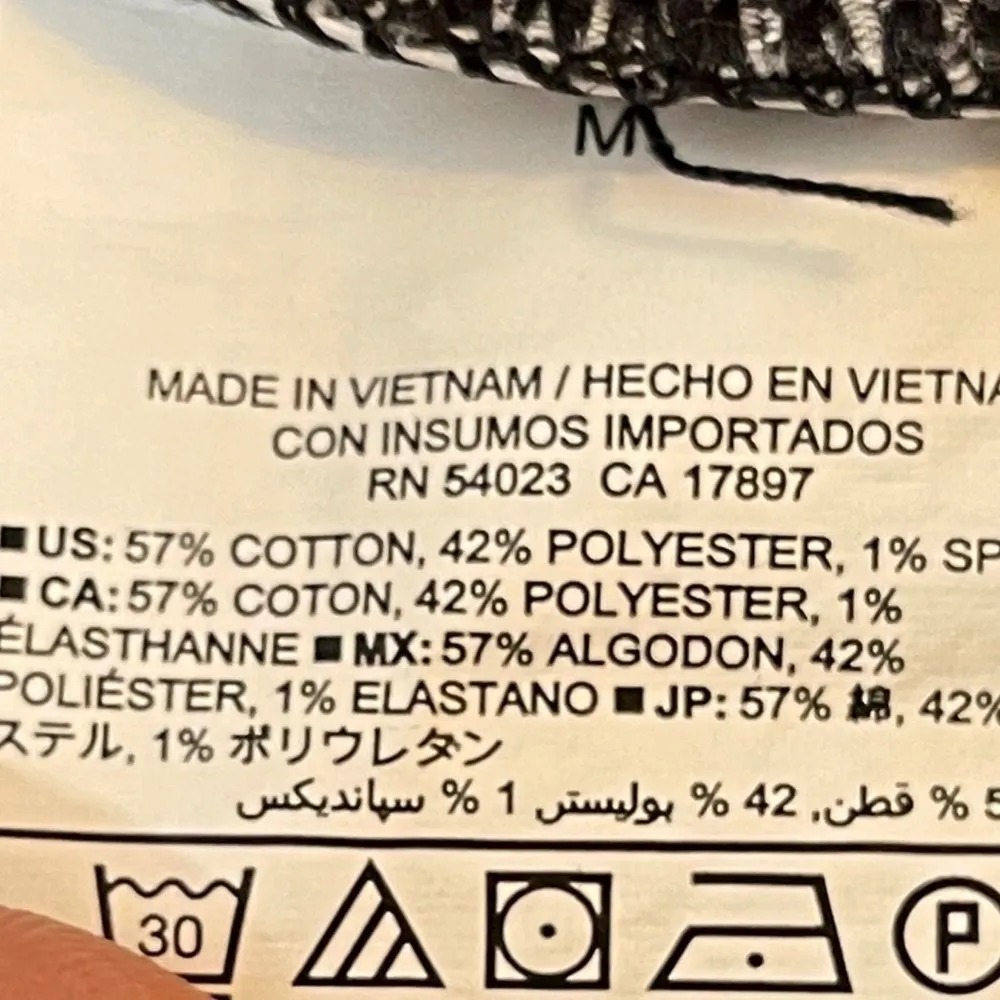 M
MADE IN VIETNAM / HECHO EN VIETNA
CON INSUMOS IMPORTADOS
RN 54023 CA 17897
■ US: 57% COTTON, 42% POLYESTER, 1% SP
■ CA: 57% COTON, 42% POLYESTER, 1%
ÉLASTHANNE ■ MX: 57% ALGODON, 42%
POLIÉSTER, 1% ELASTANO ■ JP: 57% 綿, 42%
ステル, 1% ポリウレタン
5 % قطن, 42 % بوليستر 1 % سباندیکس
30
P